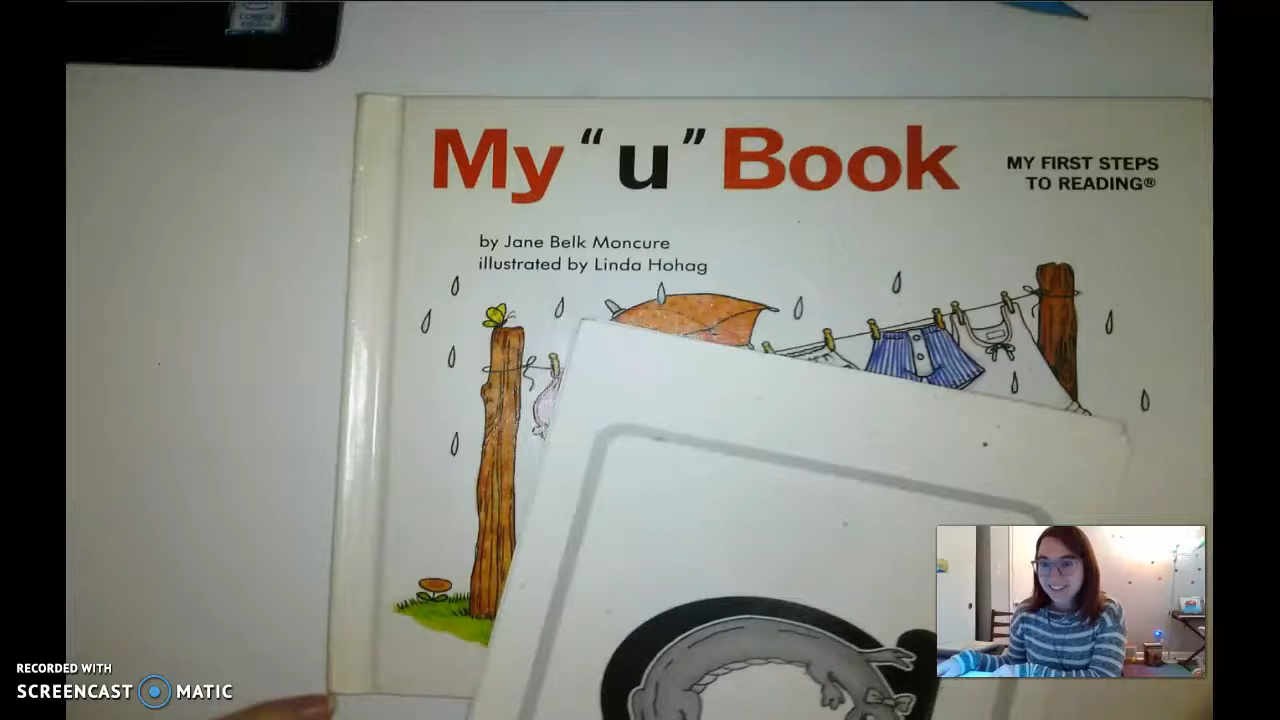 My “u” Book
MY FIRST STEPS
TO READING®
by Jane Belk Moncure
illustrated by Linda Hohag
RECORDED WITH
SCREENCAST MATIC